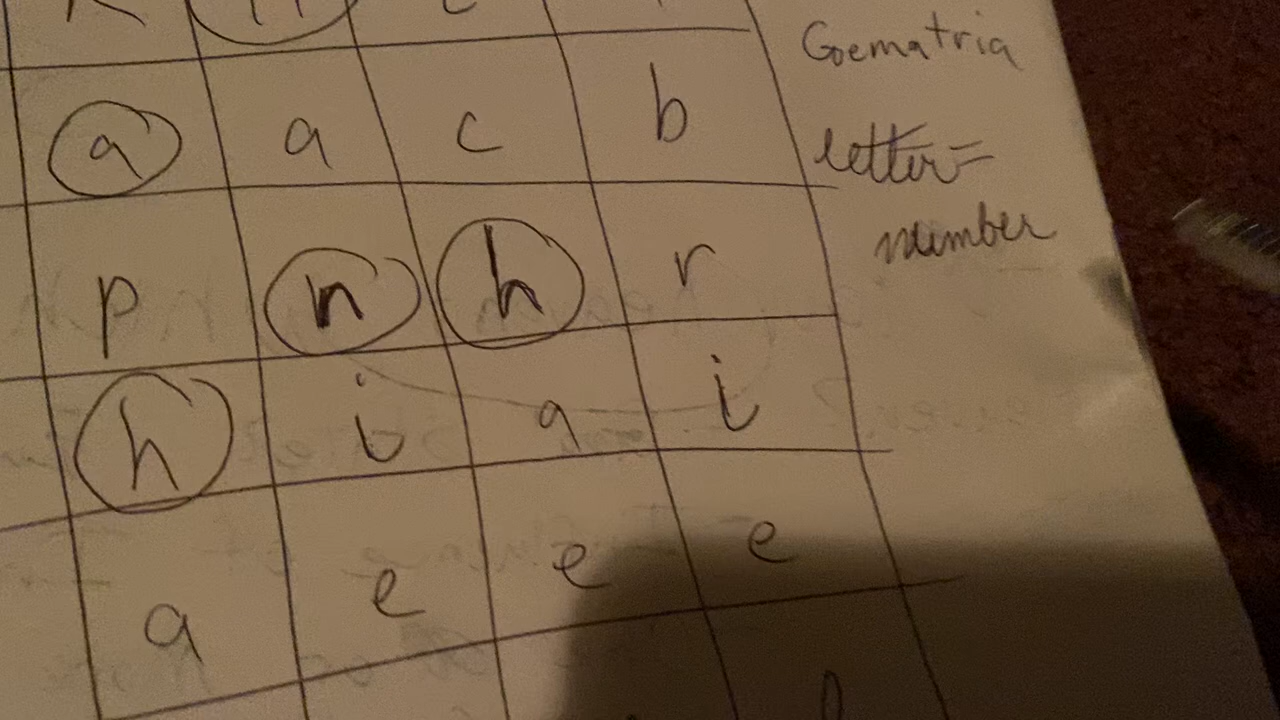 Goematria
a a c b
letter=
number
p n h r
h i a i
a e e e